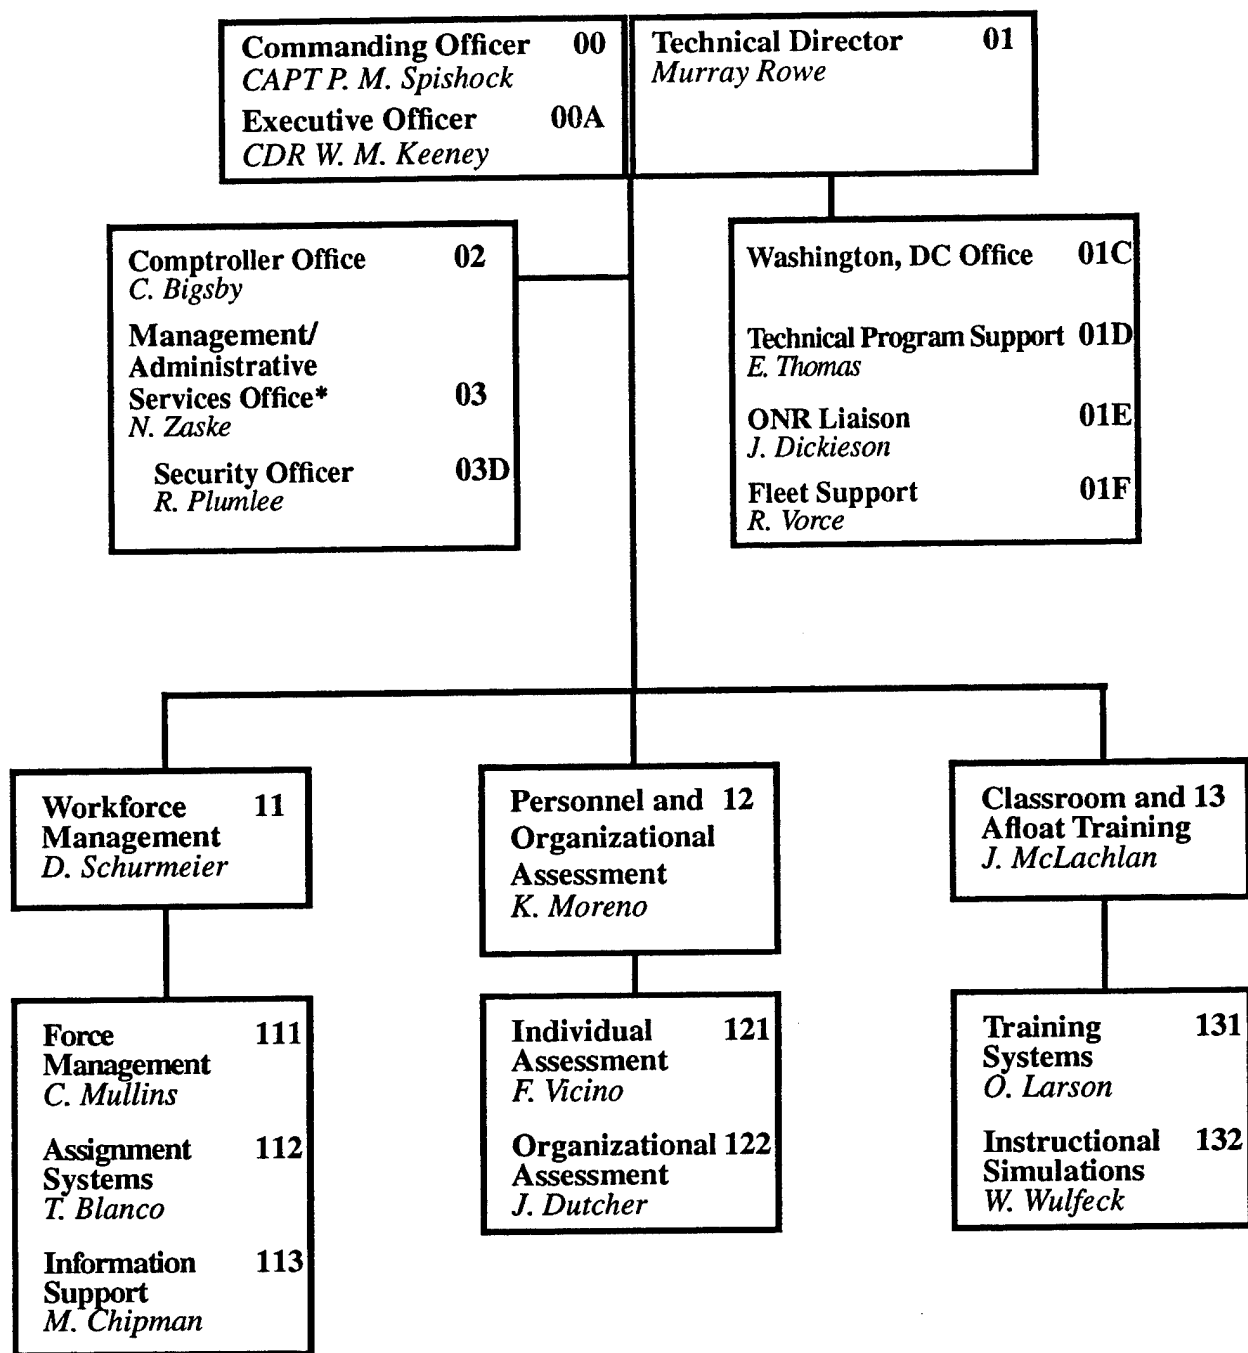 Commanding Officer 00
CAPT P. M. Spishock
Executive Officer 00A
CDR W. M. Keeney
Technical Director 01
Murray Rowe
Comptroller Office 02
C. Bigsby
Management/
Administrative
Services Office* 03
N. Zaske
Security Officer 03D
R. Plumlee
Washington, DC Office 01C
Technical Program Support 01D
E. Thomas
ONR Liaison 01E
J. Dickieson
Fleet Support 01F
R. Vorce
Workforce 11
Management
D. Schurmeier
Personnel and 12
Organizational
Assessment
K. Moreno
Classroom and 13
Afloat Training
J. McLachlan
Force 111
Management
C. Mullins
Assignment 112
Systems
T. Blanco
Information 113
Support
M. Chipman
Individual 121
Assessment
F. Vicino
Organizational 122
Assessment
J. Dutcher
Training 131
Systems
O. Larson
Instructional 132
Simulations
W. Wulfeck